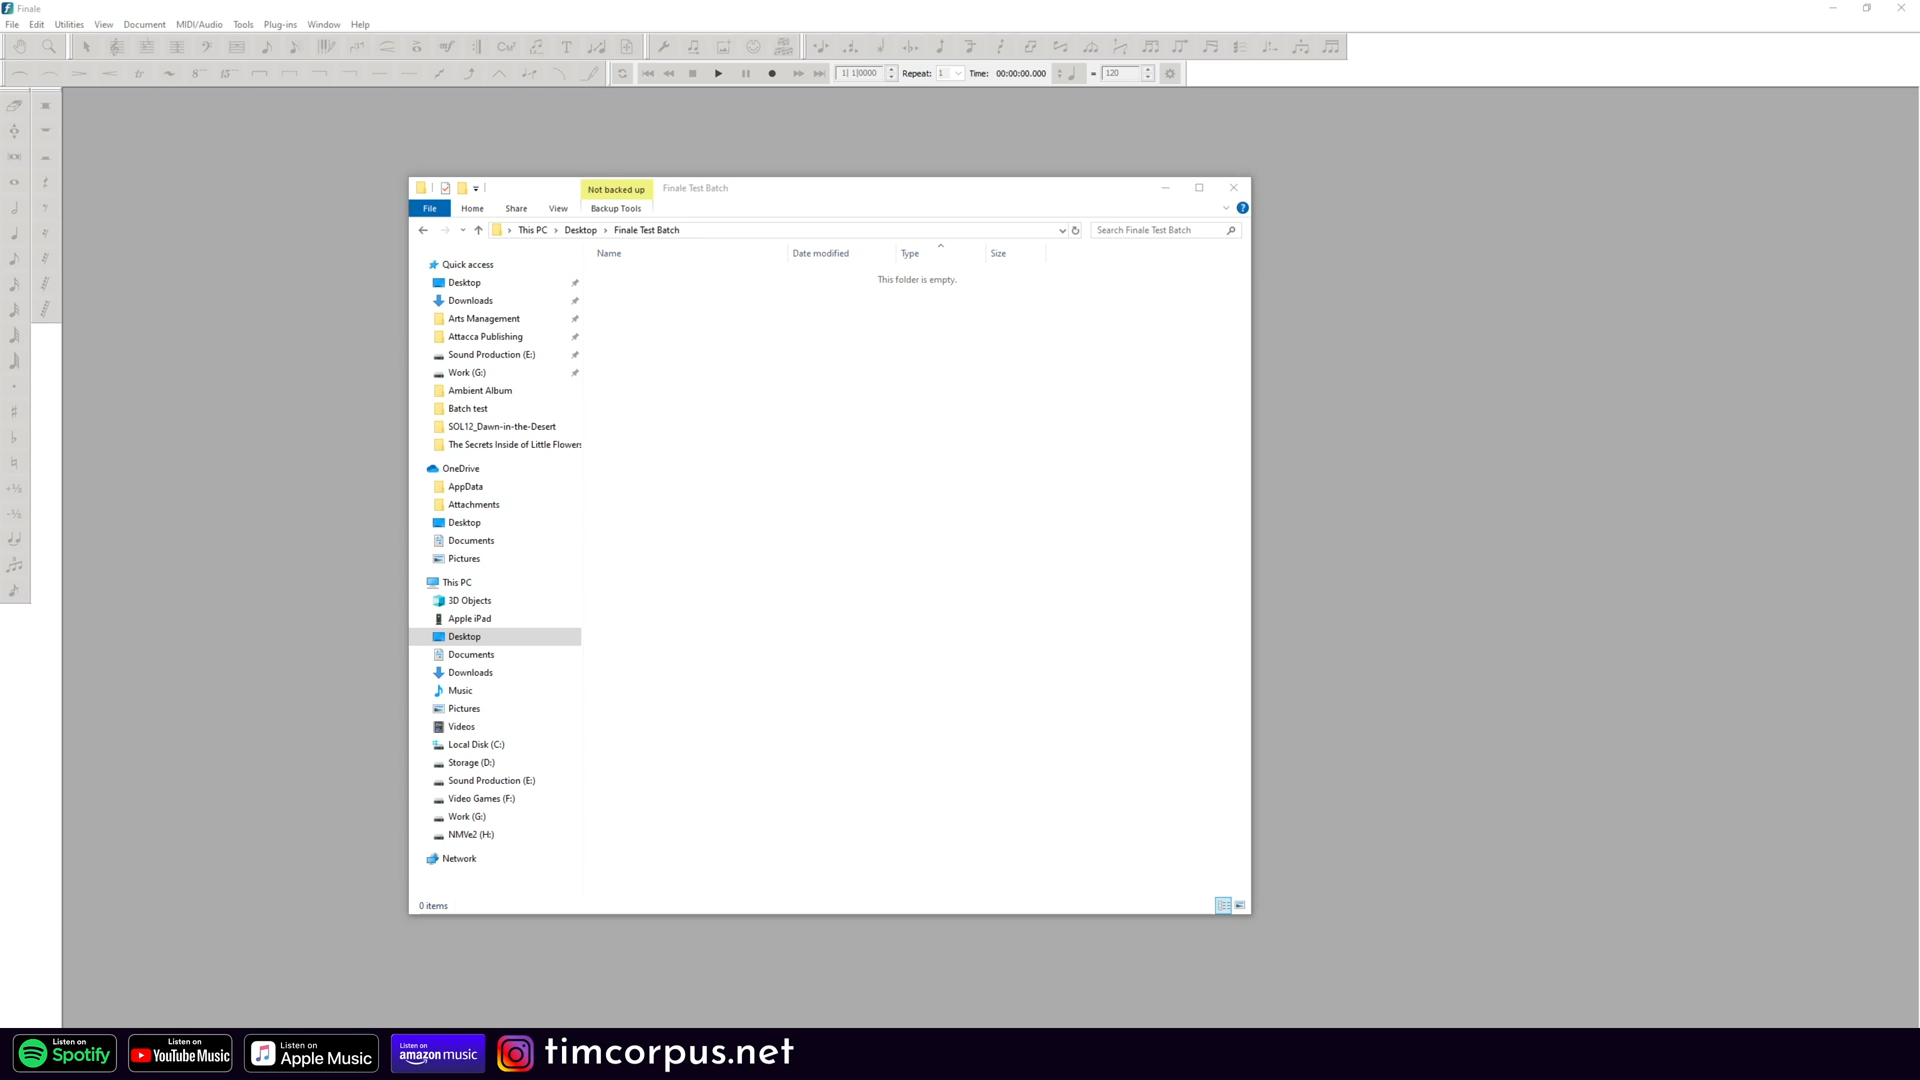 Finale
File Edit Utilities View Document MIDI/Audio Tools Plug-ins Window Help
1| 1|0000 Repeat: 1 Time: 00:00:00.000 = 120
Not backed up Finale Test Batch
File Home Share View Backup Tools
This PC › Desktop › Finale Test Batch Search Finale Test Batch
Name Date modified Type Size
This folder is empty.
Quick access
Desktop
Downloads
Arts Management
Attacca Publishing
Sound Production (E:)
Work (G:)
Ambient Album
Batch test
SOL12_Dawn-in-the-Desert
The Secrets Inside of Little Flowers
OneDrive
AppData
Attachments
Desktop
Documents
Pictures
This PC
3D Objects
Apple iPad
Desktop
Documents
Downloads
Music
Pictures
Videos
Local Disk (C:)
Storage (D:)
Sound Production (E:)
Video Games (F:)
Work (G:)
NMVe2 (H:)
Network
0 items
Listen on Spotify
Listen on YouTube Music
Listen on Apple Music
Listen on amazon music
timcorpus.net